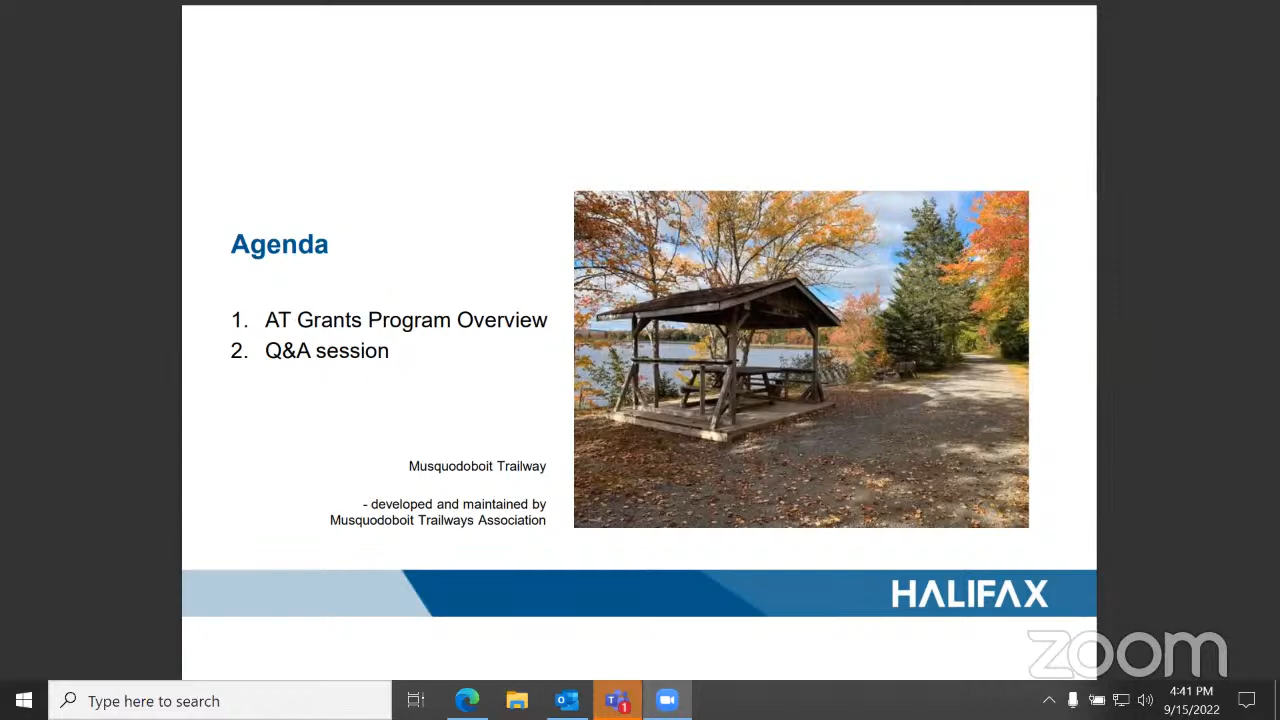 Agenda
1. AT Grants Program Overview
2. Q&A session
Musquodoboit Trailway
- developed and maintained by
Musquodoboit Trailways Association
HALIFAX
zoom
Type here to search
1
4:41 PM
9/15/2022